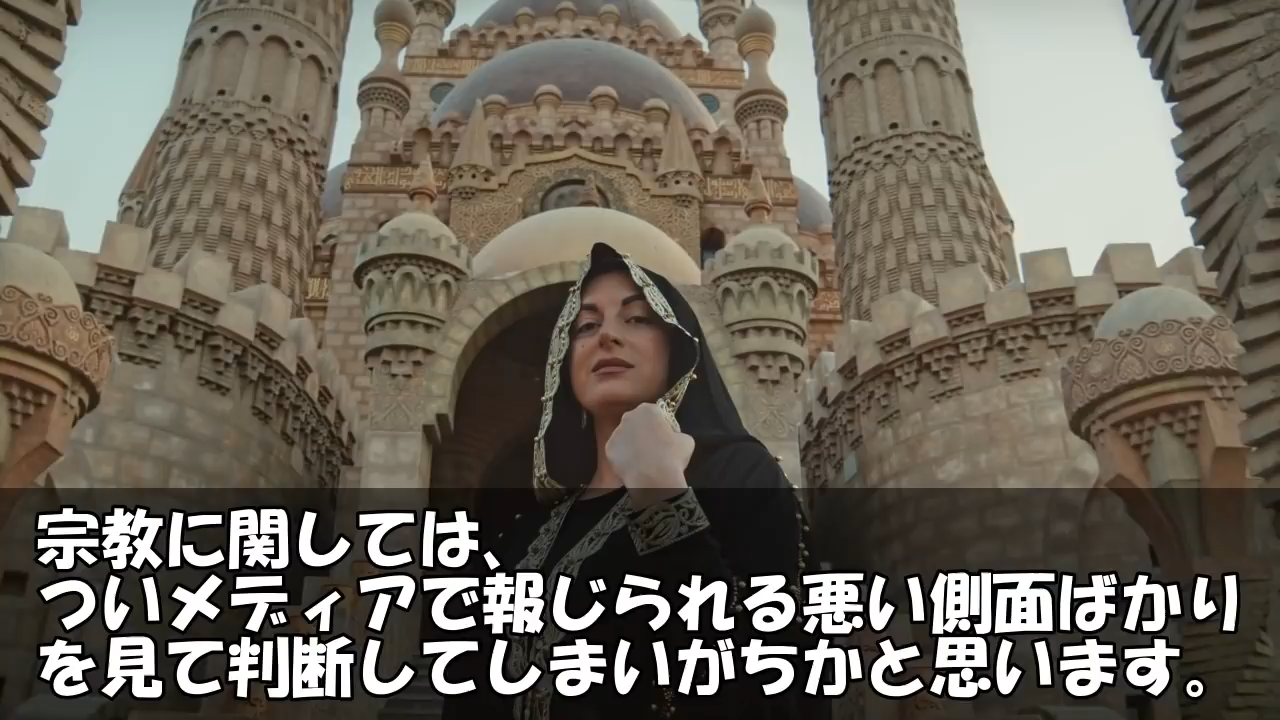 宗教に関しては、
ついメディアで報じられる悪い側面ばかり
を見て判断してしまいがちかと思います。